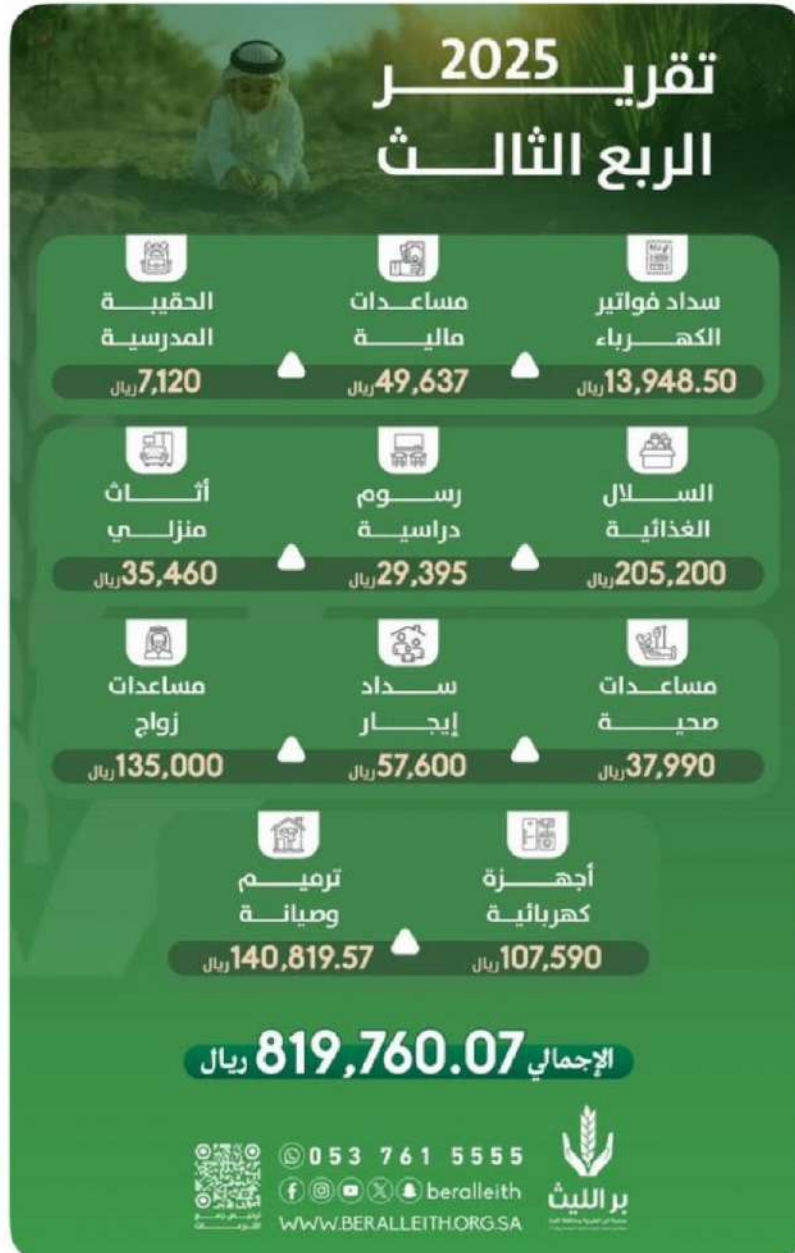 تقرير 2025
الربع الثالث
سداد فواتير
الكهرباء
13,948.50 ريال
مساعدات
مالية
49,637 ريال
الحقيبة
المدرسية
7,120 ريال
السلال
الغذائية
205,200 ريال
رسوم
دراسية
29,395 ريال
أثاث
منزلي
35,460 ريال
مساعدات
صحية
37,990 ريال
سداد
إيجار
57,600 ريال
مساعدات
زواج
135,000 ريال
أجهزة
كهربائية
107,590 ريال
ترميم
وصيانة
140,819.57 ريال
الإجمالي 819,760.07 ريال
بر الليث
053 761 5555
beralleith
WWW.BERALLEITH.ORG.SA